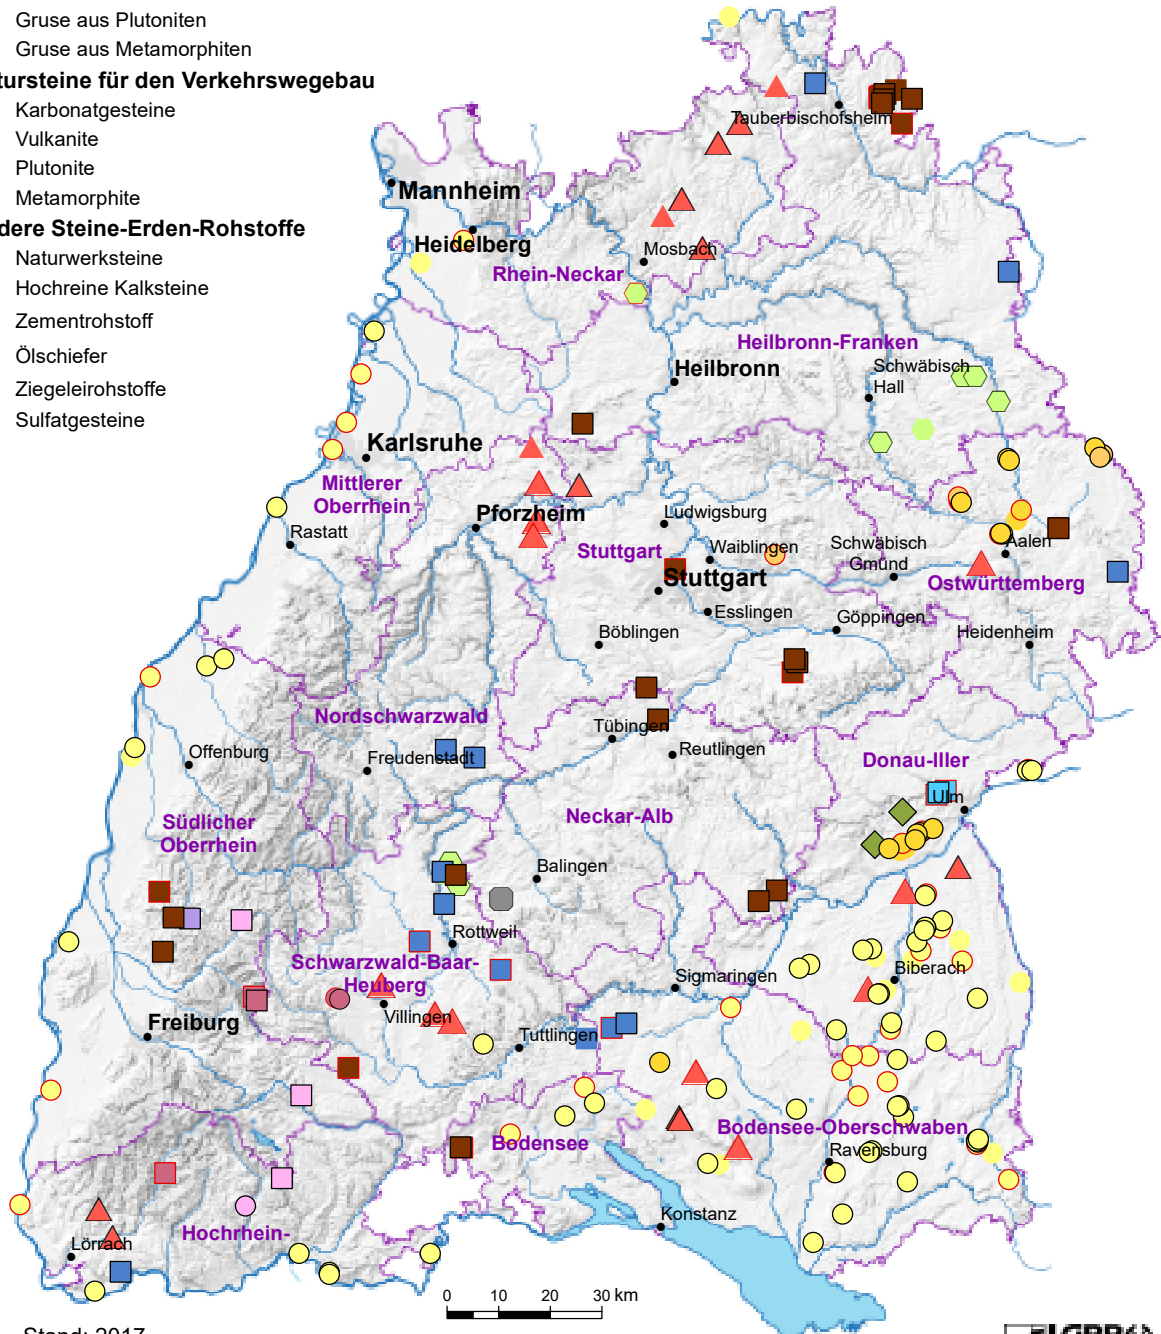 Gruse aus Plutoniten
Gruse aus Metamorphiten
tursteine für den Verkehrswegebau
Karbonatgesteine
Vulkanite
Plutonite
Metamorphite
dere Steine-Erden-Rohstoffe
Naturwerksteine
Hochreine Kalksteine
Zementrohstoff
Ölschiefer
Ziegeleirohstoffe
Sulfatgesteine
Tauberbischofsheim
Mannheim
Heidelberg
Mosbach
Rhein-Neckar
Heilbronn-Franken
Heilbronn
Schwäbisch
Hall
Karlsruhe
Mittlerer
Oberrhein
Pforzheim
Ludwigsburg
Rastatt
Stuttgart
Waiblingen
Schwäbisch
Gmünd
Aalen
Stuttgart
Ostwürttemberg
Esslingen
Göppingen
Böblingen
Heidenheim
Nordschwarzwald
Tübingen
Reutlingen
Offenburg
Freudenstadt
Donau-Iller
Ulm
Südlicher
Oberrhein
Neckar-Alb
Balingen
Rottweil
Schwarzwald-Baar-
Heuberg
Sigmaringen
Biberach
Villingen
Freiburg
Tuttlingen
Bodensee
Bodensee-Oberschwaben
Ravensburg
Konstanz
Hochrhein-
Lörrach
0 10 20 30 km
Stand: 2017
LGRB